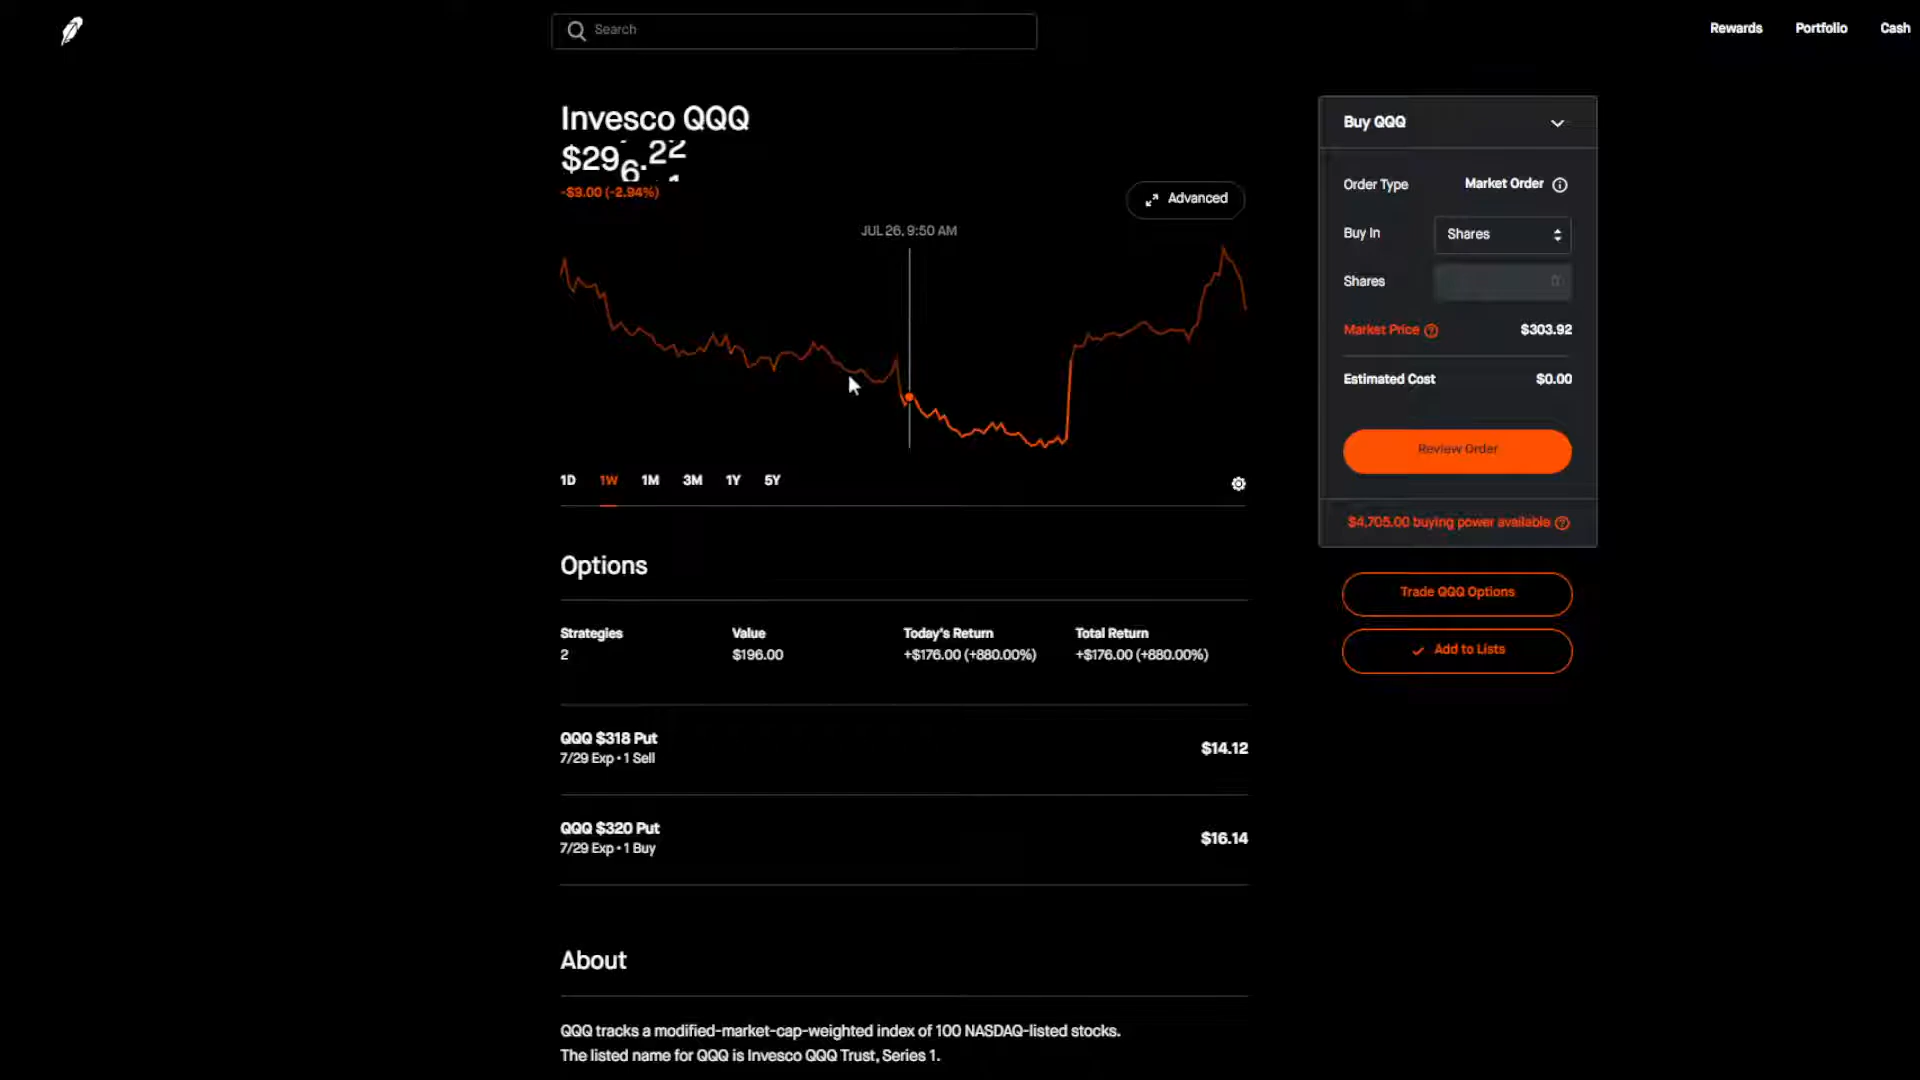 Search
Rewards
Portfolio
Cash
Invesco QQQ
-$9.00 (-2.94%)
Advanced
JUL 26, 9:50 AM
1D
1W
1M
3M
1Y
5Y
Buy QQQ
Order Type
Market Order
Buy In
Shares
Shares
0
Market Price
$303.92
Estimated Cost
$0.00
Review Order
$4,705.00 buying power available
Trade QQQ Options
Add to Lists
Options
Strategies
Value
Today's Return
Total Return
2
$196.00
+$176.00 (+880.00%)
+$176.00 (+880.00%)
QQQ $318 Put
$14.12
7/29 Exp • 1 Sell
QQQ $320 Put
$16.14
7/29 Exp • 1 Buy
About
QQQ tracks a modified-market-cap-weighted index of 100 NASDAQ-listed stocks.
The listed name for QQQ is Invesco QQQ Trust, Series 1.